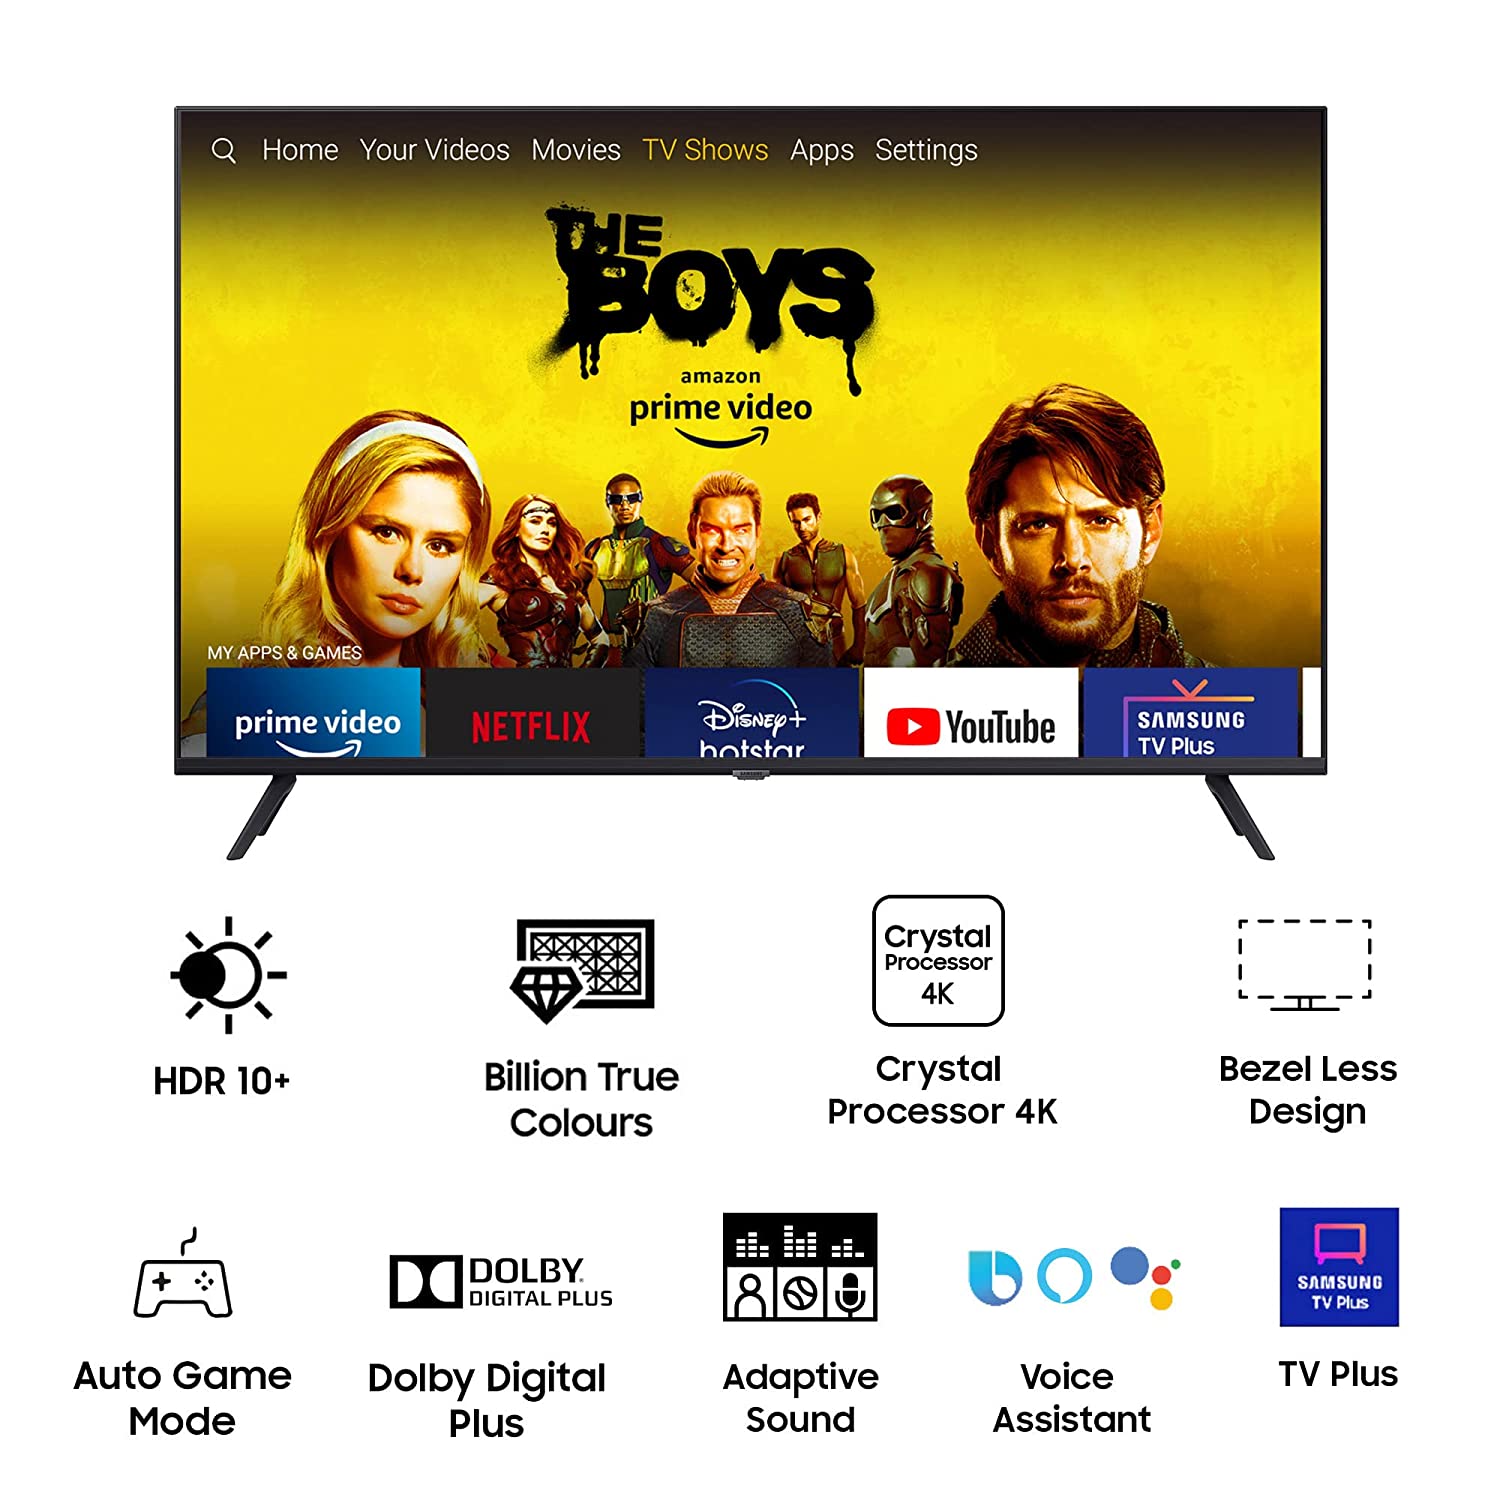 Home Your Videos Movies TV Shows Apps Settings
THE
BOYS
amazon
prime video
MY APPS & GAMES
prime video
NETFLIX
Disney+
hotstar
YouTube
SAMSUNG
TV Plus
SAMSUNG
Crystal
Processor
4K
HDR 10+
Billion True
Colours
Crystal
Processor 4K
Bezel Less
Design
DOLBY
DIGITAL PLUS
SAMSUNG
TV Plus
Auto Game
Mode
Dolby Digital
Plus
Adaptive
Sound
Voice
Assistant
TV Plus